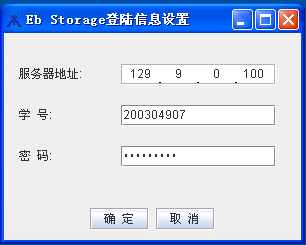 Eb Storage登陆信息设置
服务器地址: 129 . 9 . 0 . 100
学 号: 200304907
密 码: •••••••••
确 定 取 消